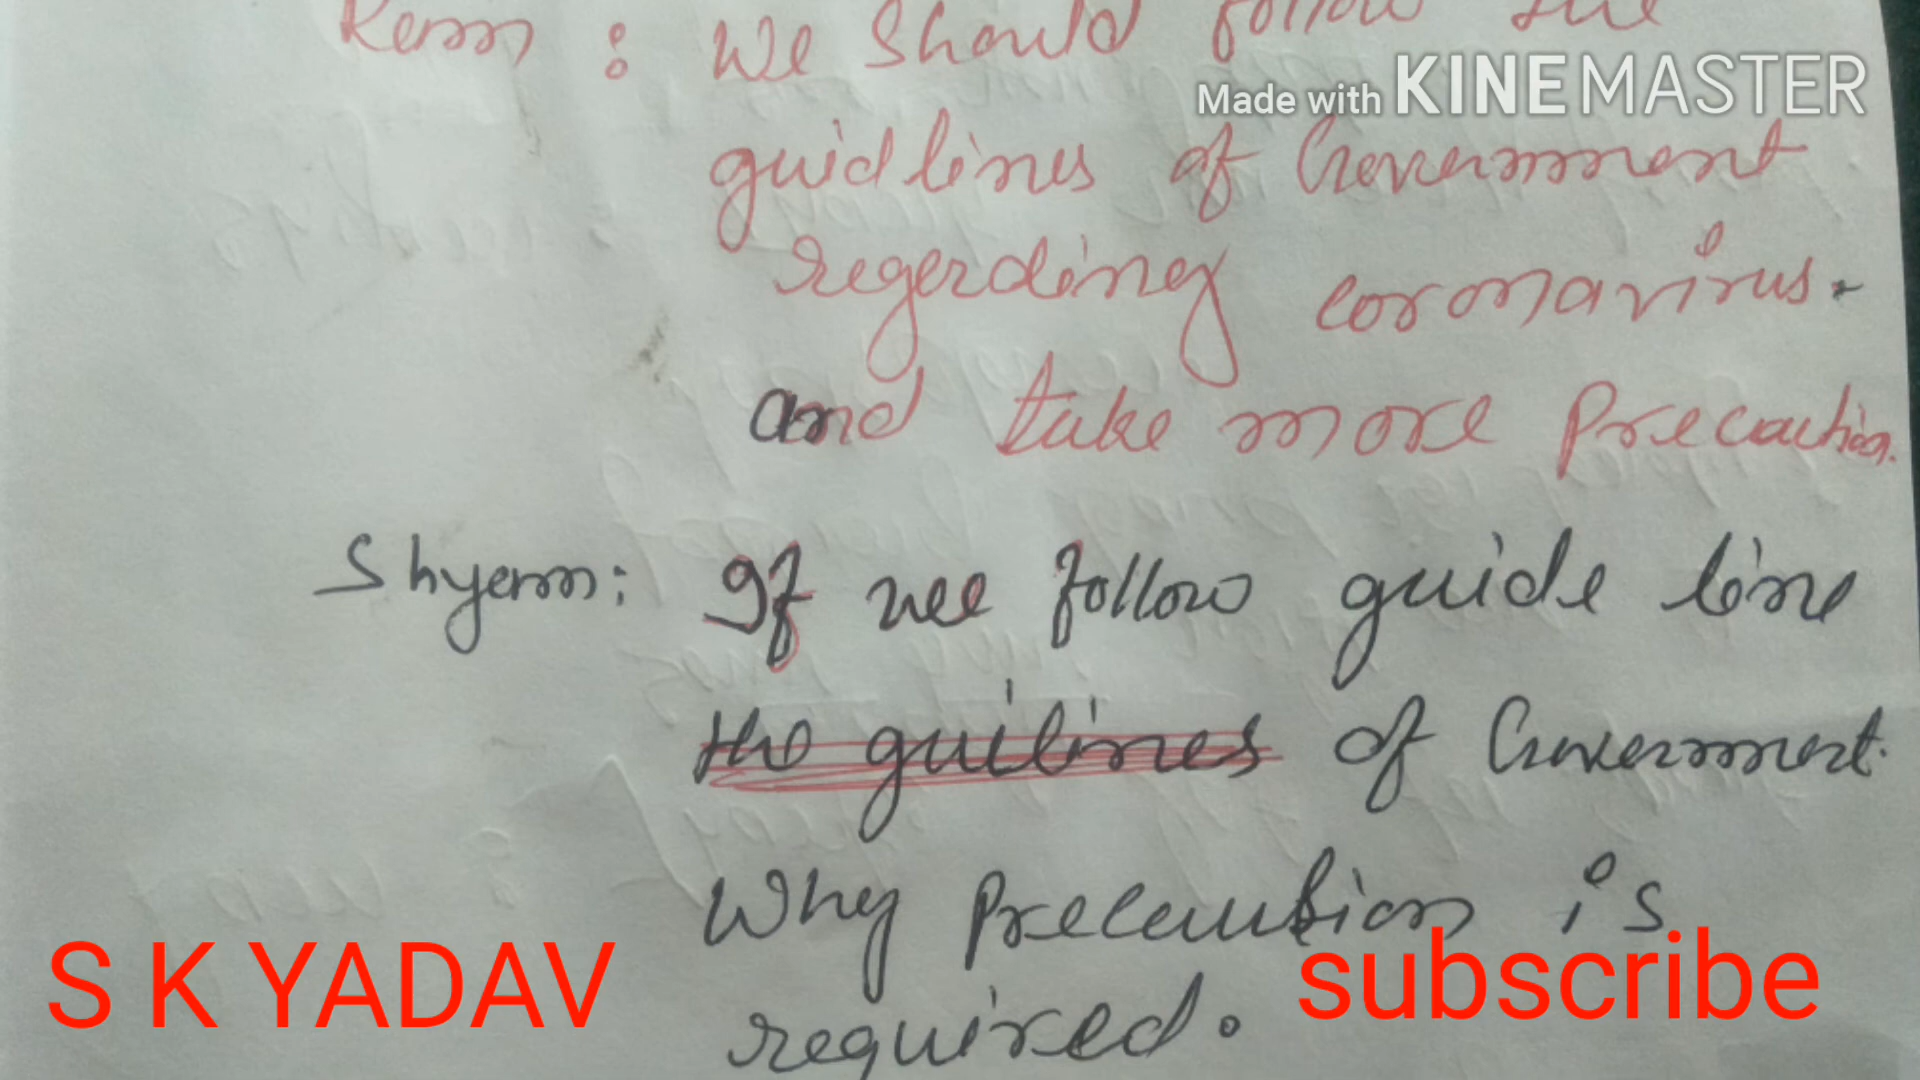 Ram : We should follow the
Made with KINEMASTER
guidlines of Government
regarding coronavirus.
and take more Precaution.
Shyam: If we follow guide line
the guilines of Government.
Why Precaution is
S K YADAV
subscribe
required.